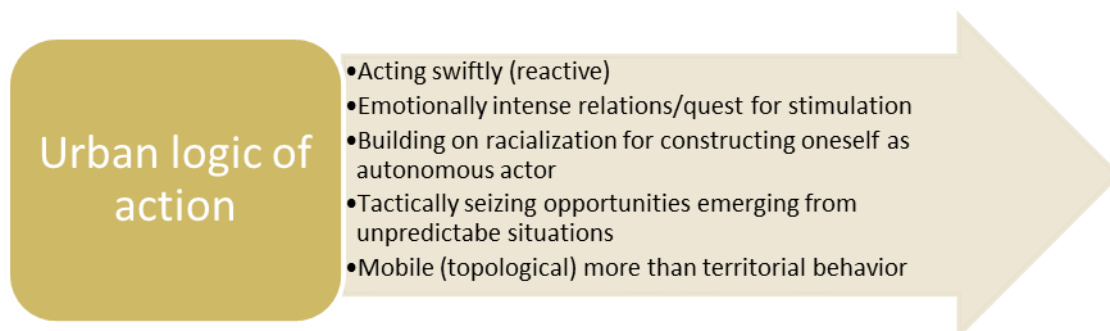 Urban logic of
action
•Acting swiftly (reactive)
•Emotionally intense relations/quest for stimulation
•Building on racialization for constructing oneself as
autonomous actor
•Tactically seizing opportunities emerging from
unpredictabe situations
•Mobile (topological) more than territorial behavior